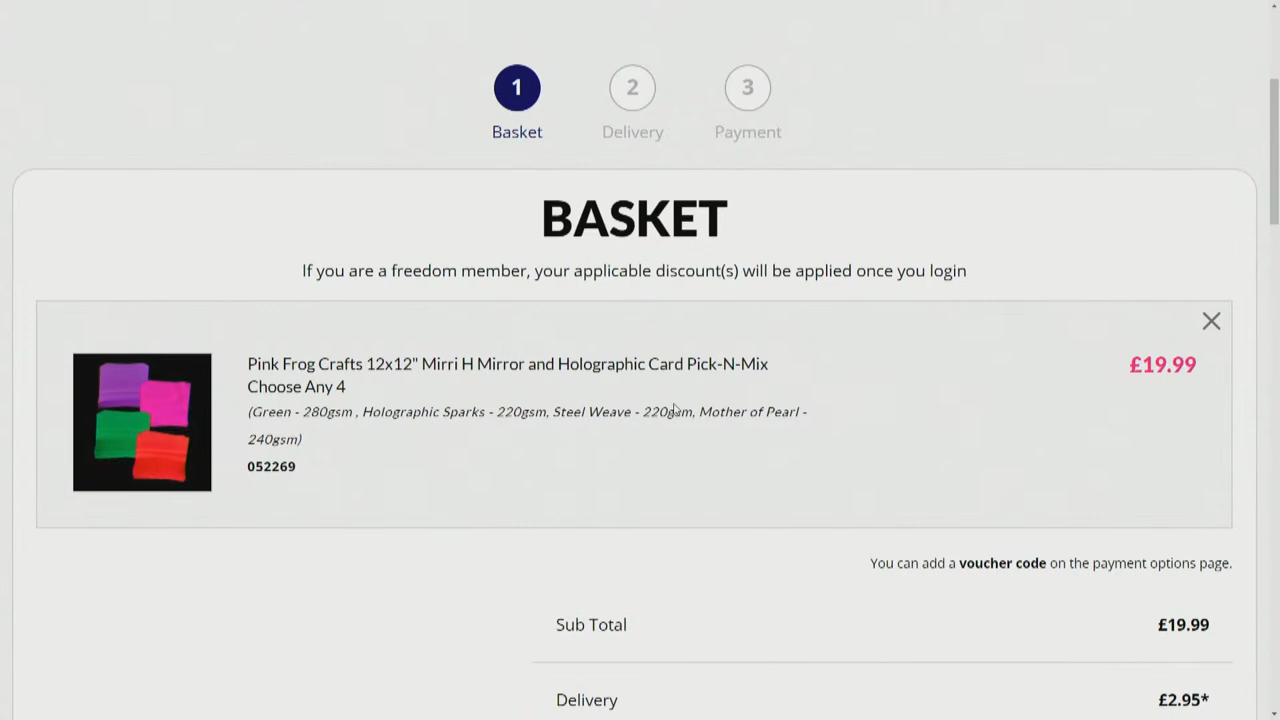 1 2 3
Basket Delivery Payment
BASKET
If you are a freedom member, your applicable discount(s) will be applied once you login
Pink Frog Crafts 12x12" Mirri H Mirror and Holographic Card Pick-N-Mix £19.99
Choose Any 4
(Green - 280gsm , Holographic Sparks - 220gsm, Steel Weave - 220gsm, Mother of Pearl -
240gsm)
052269
You can add a voucher code on the payment options page.
Sub Total £19.99
Delivery £2.95*